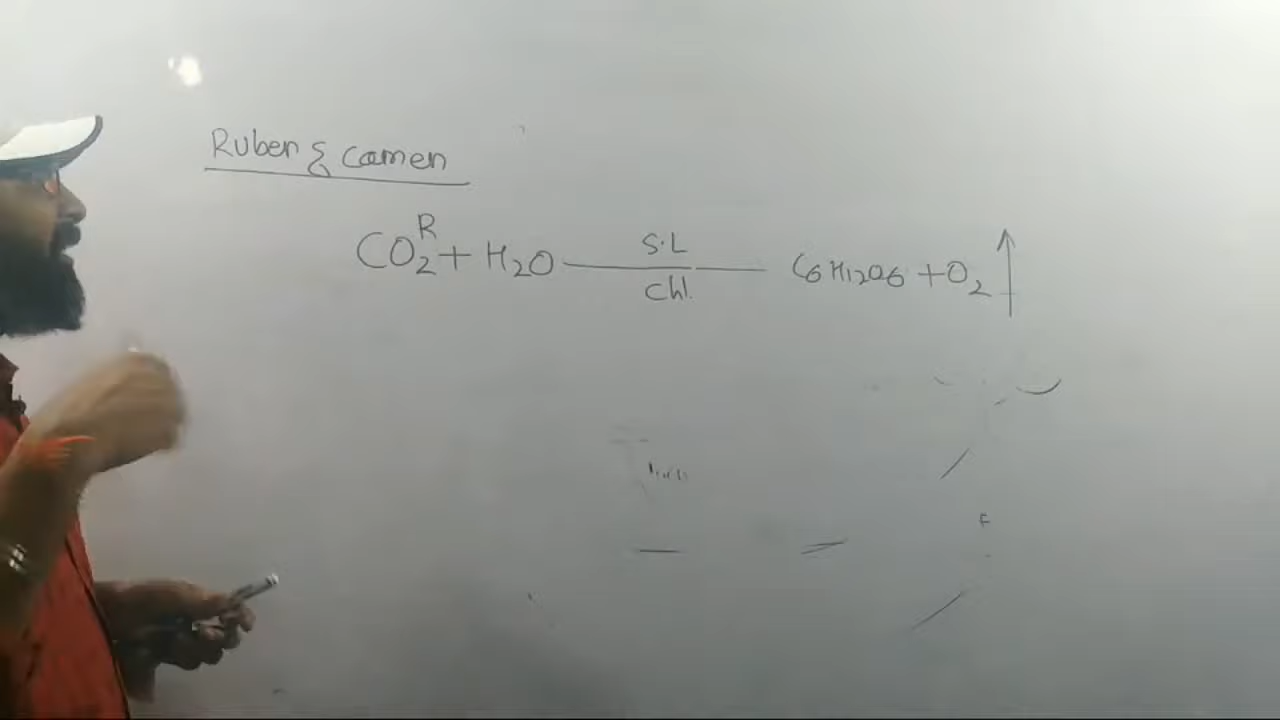 Ruben & Camen
CO2R + H2O S.L Chl. C6H12O6 + O2 ↑